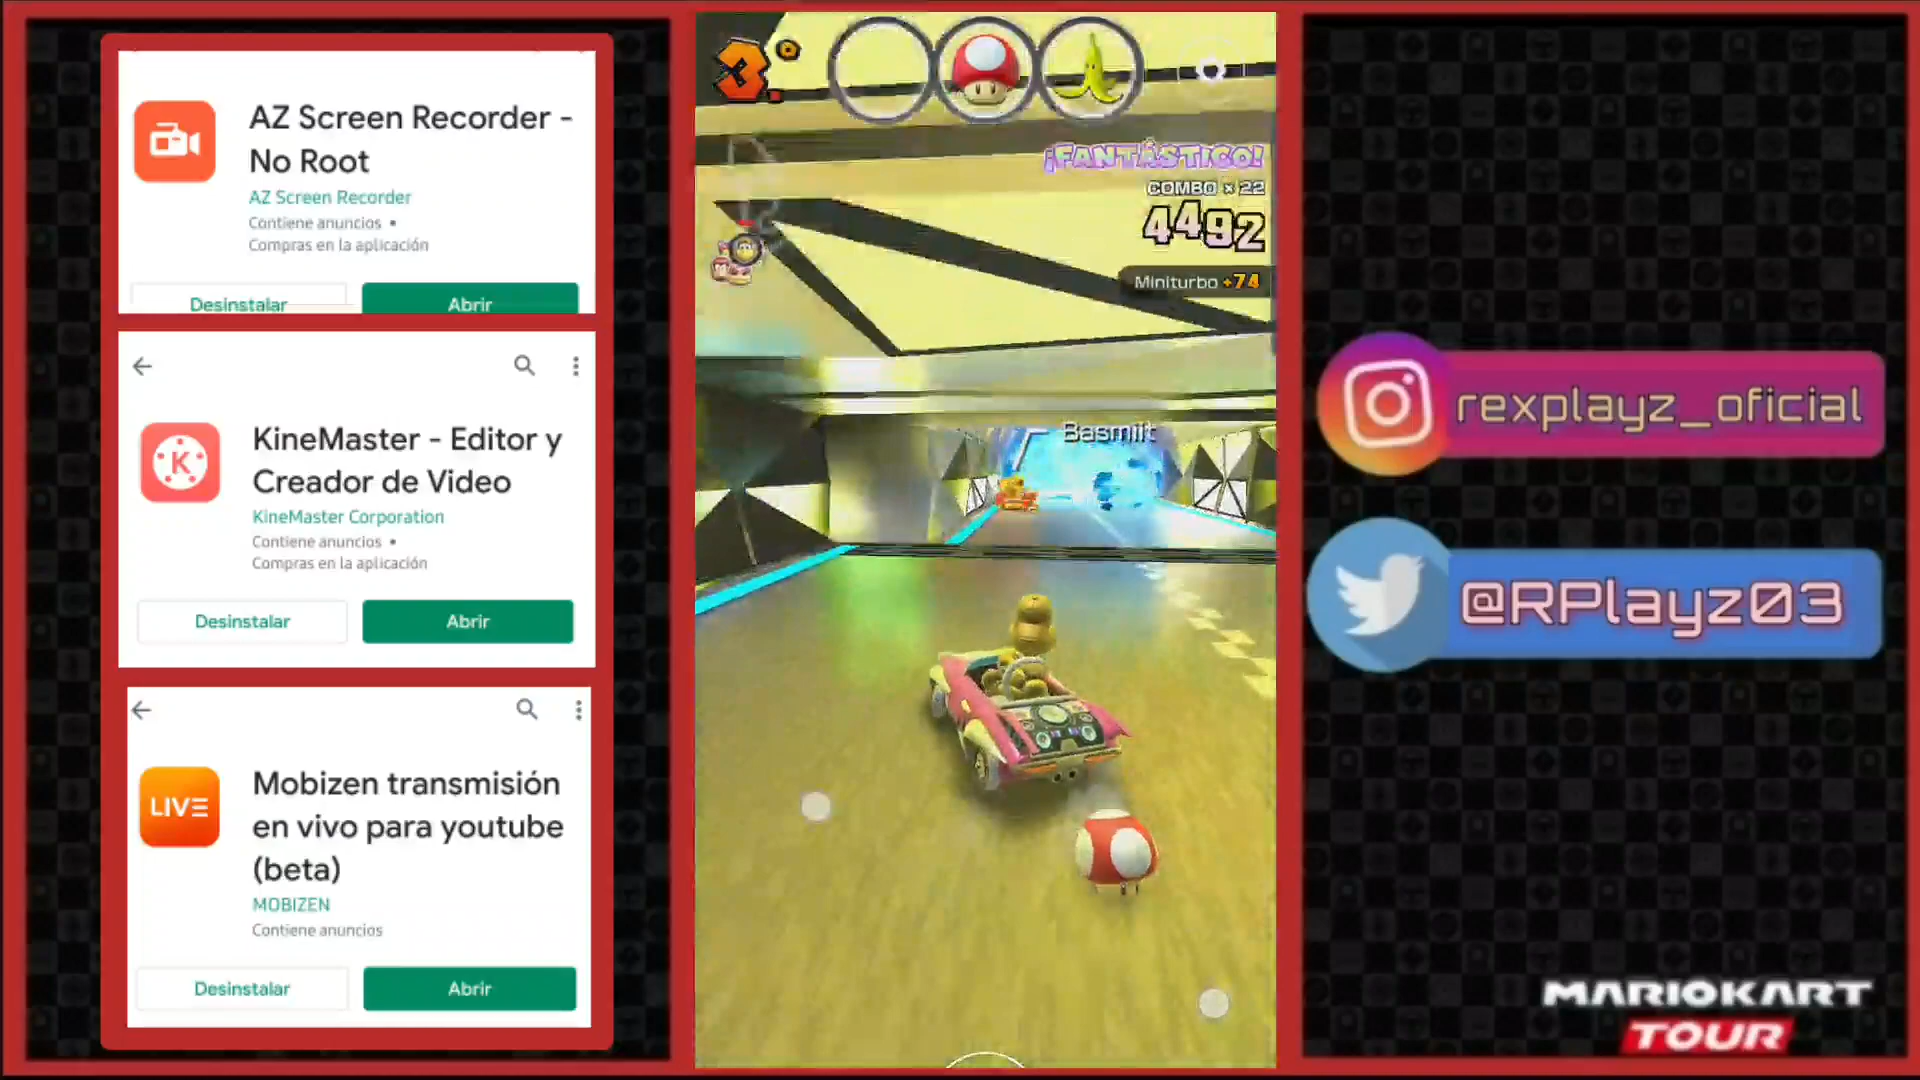 AZ Screen Recorder -
No Root
AZ Screen Recorder
Contiene anuncios •
Compras en la aplicación
Desinstalar
Abrir
KineMaster - Editor y
Creador de Video
KineMaster Corporation
Contiene anuncios •
Compras en la aplicación
Desinstalar
Abrir
LIVE
Mobizen transmisión
en vivo para youtube
(beta)
MOBIZEN
Contiene anuncios
Desinstalar
Abrir
3.º
¡FANTÁSTICO!
COMBO × 22
4492
Miniturbo +74
Basmiit
rexplayz_oficial
@RPlayz03
MARIOKART
TOUR